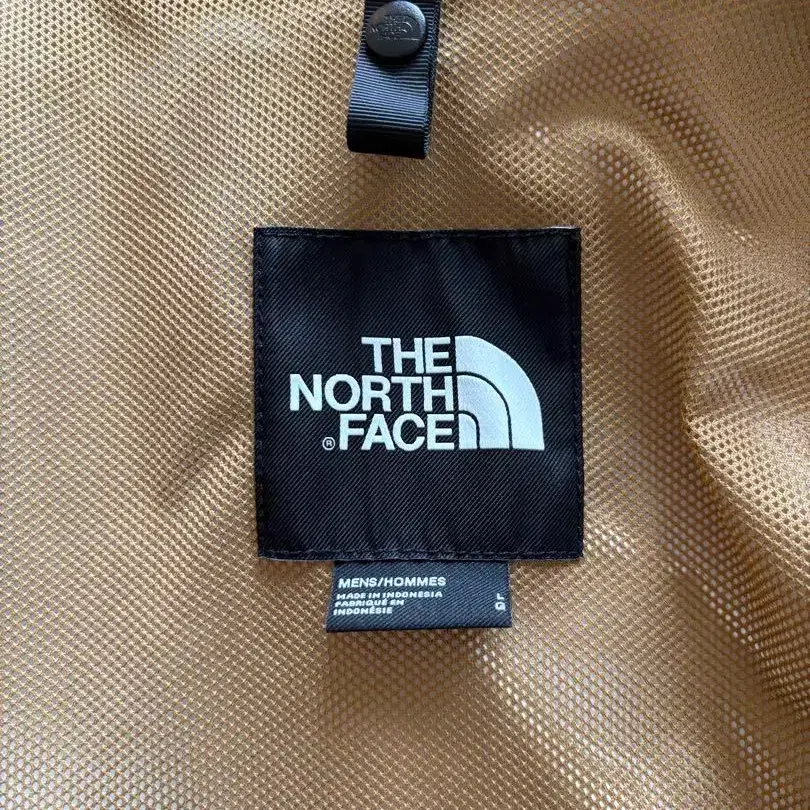 THE
NORTH
® FACE
MENS/HOMMES
MADE IN INDONESIA
FABRIQUÉ EN
INDONÉSIE